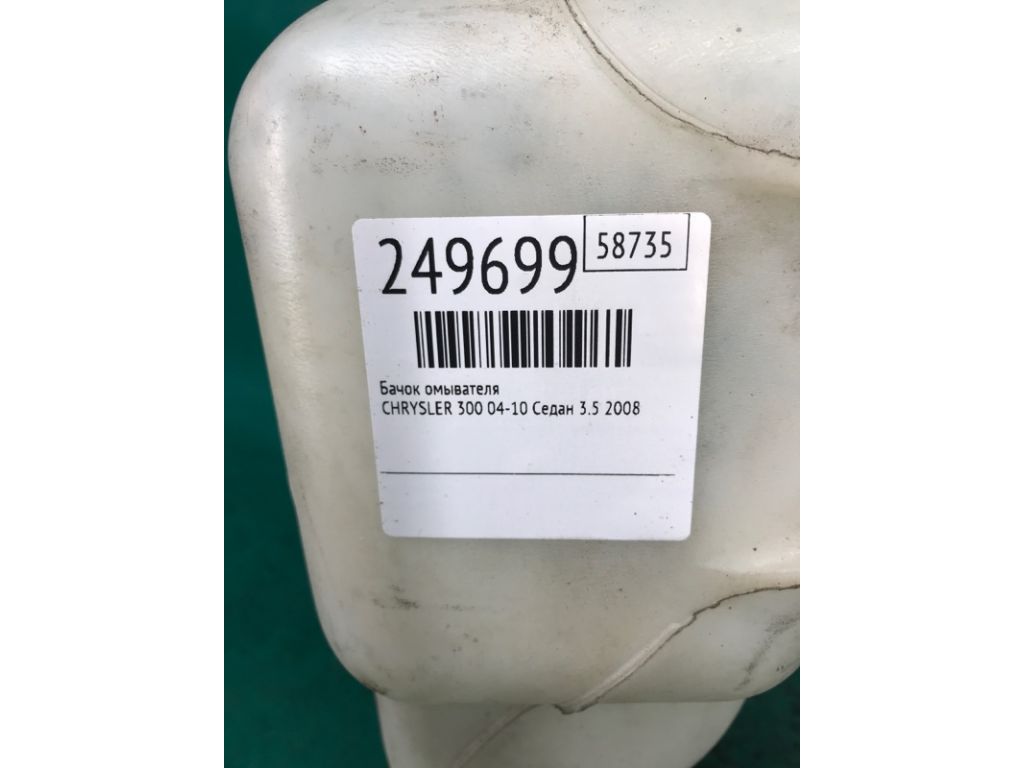 249699
58735
Бачок омывателя
CHRYSLER 300 04-10 Седан 3.5 2008